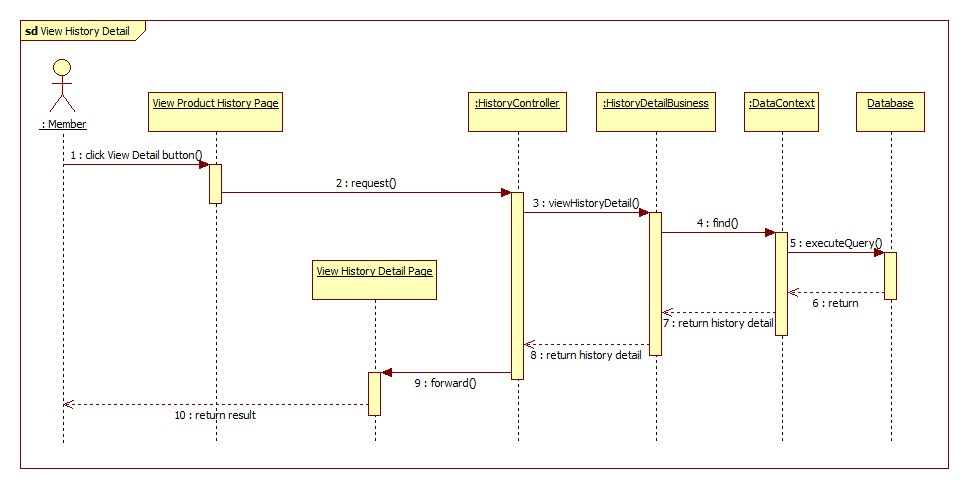 sd View History Detail
: Member
View Product History Page
:HistoryController
:HistoryDetailBusiness
:DataContext
Database
1 : click View Detail button()
2 : request()
3 : viewHistoryDetail()
4 : find()
5 : executeQuery()
View History Detail Page
6 : return
7 : return history detail
8 : return history detail
9 : forward()
10 : return result